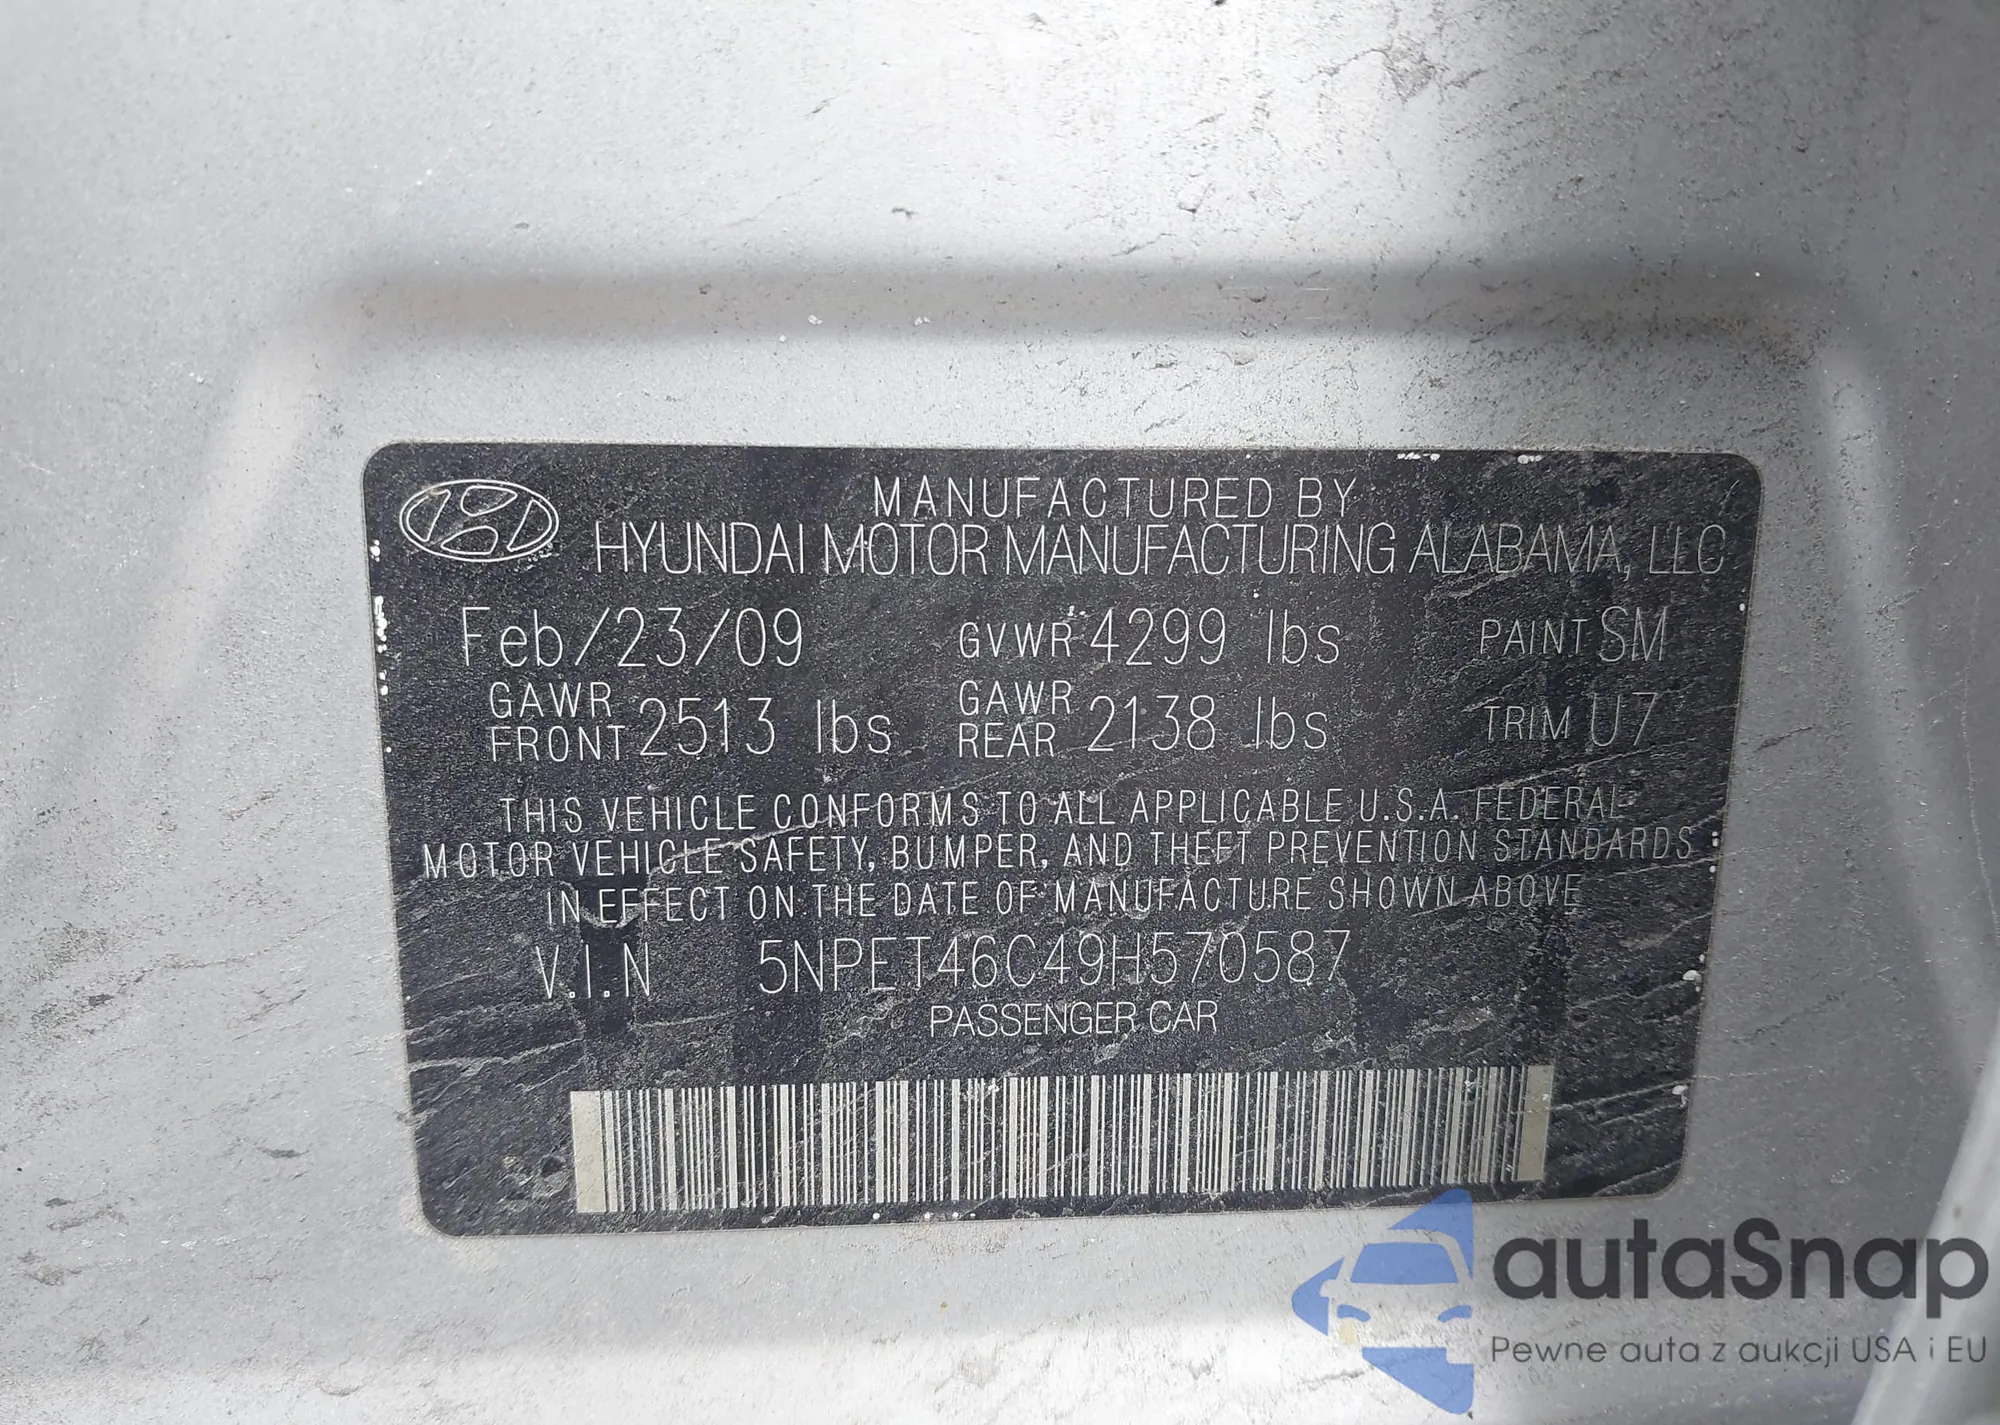 MANUFACTURED BY
HYUNDAI MOTOR MANUFACTURING ALABAMA, LLC
Feb/23/09 GVWR 4299 lbs PAINT SM
GAWR FRONT 2513 lbs GAWR REAR 2138 lbs TRIM U7
THIS VEHICLE CONFORMS TO ALL APPLICABLE U.S.A. FEDERAL
MOTOR VEHICLE SAFETY, BUMPER, AND THEFT PREVENTION STANDARDS
IN EFFECT ON THE DATE OF MANUFACTURE SHOWN ABOVE
V.I.N 5NPET46C49H570587
PASSENGER CAR
autaSnap
Pewne auta z aukcji USA i EU